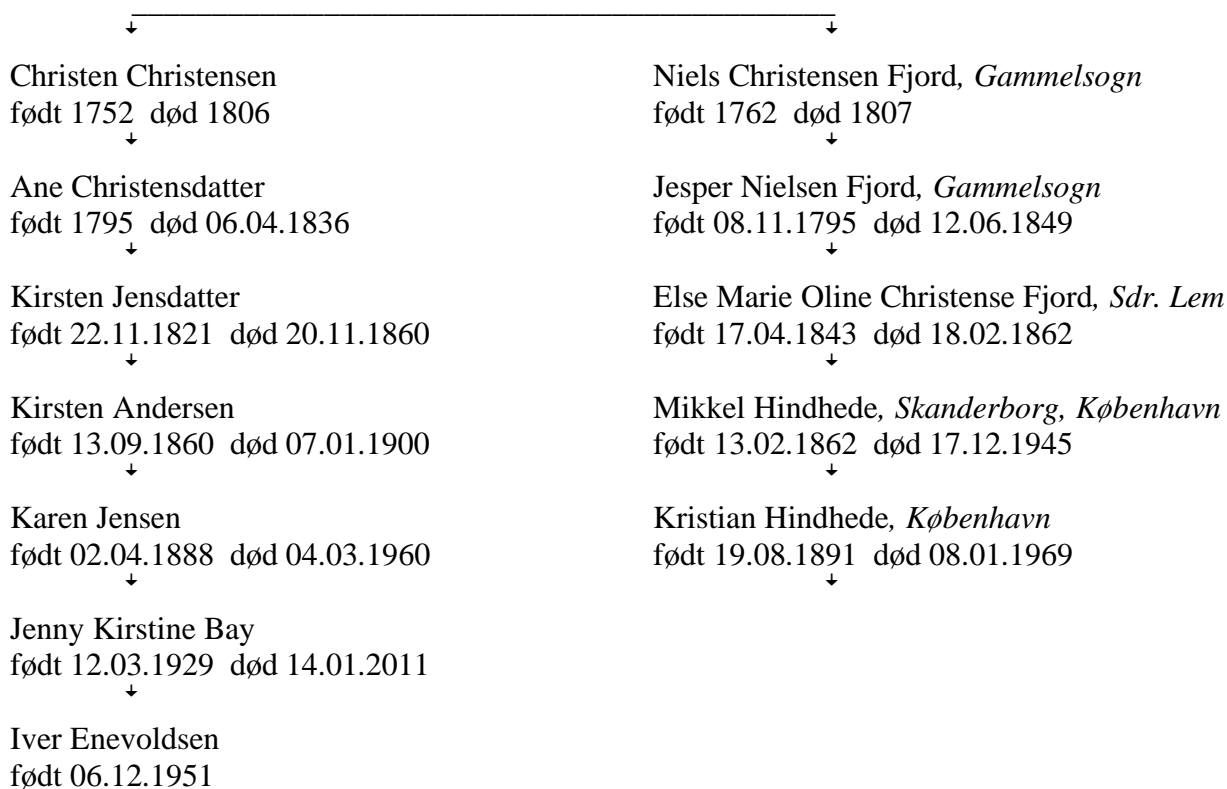 Christen Christensen
født 1752 død 1806
Ane Christensdatter
født 1795 død 06.04.1836
Kirsten Jensdatter
født 22.11.1821 død 20.11.1860
Kirsten Andersen
født 13.09.1860 død 07.01.1900
Karen Jensen
født 02.04.1888 død 04.03.1960
Jenny Kirstine Bay
født 12.03.1929 død 14.01.2011
Iver Enevoldsen
født 06.12.1951
Niels Christensen Fjord, Gammelsogn
født 1762 død 1807
Jesper Nielsen Fjord, Gammelsogn
født 08.11.1795 død 12.06.1849
Else Marie Oline Christense Fjord, Sdr. Lem
født 17.04.1843 død 18.02.1862
Mikkel Hindhede, Skanderborg, København
født 13.02.1862 død 17.12.1945
Kristian Hindhede, København
født 19.08.1891 død 08.01.1969